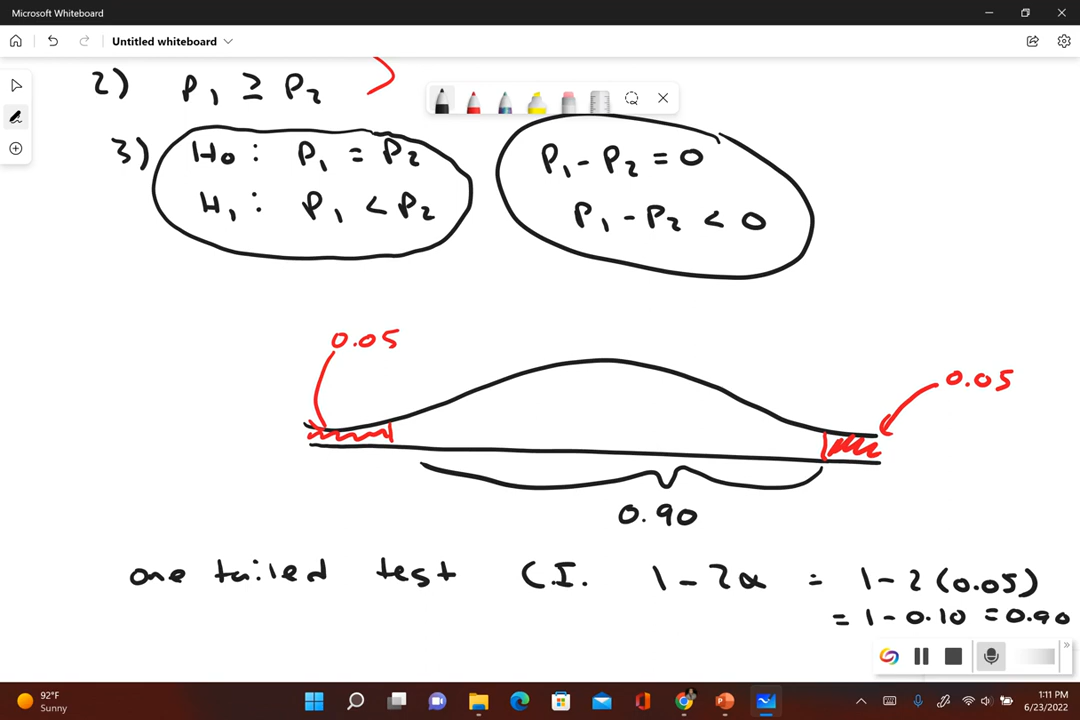 Microsoft Whiteboard
Untitled whiteboard
2) P₁ ≥ P₂
3) H₀ : P₁ = P₂
H₁ : P₁ < P₂
P₁ - P₂ = 0
P₁ - P₂ < 0
0.05
0.05
0.90
one tailed test C.I. 1 - 2α = 1 - 2 (0.05)
= 1 - 0.10 = 0.90
92°F
Sunny
1:11 PM
6/23/2022